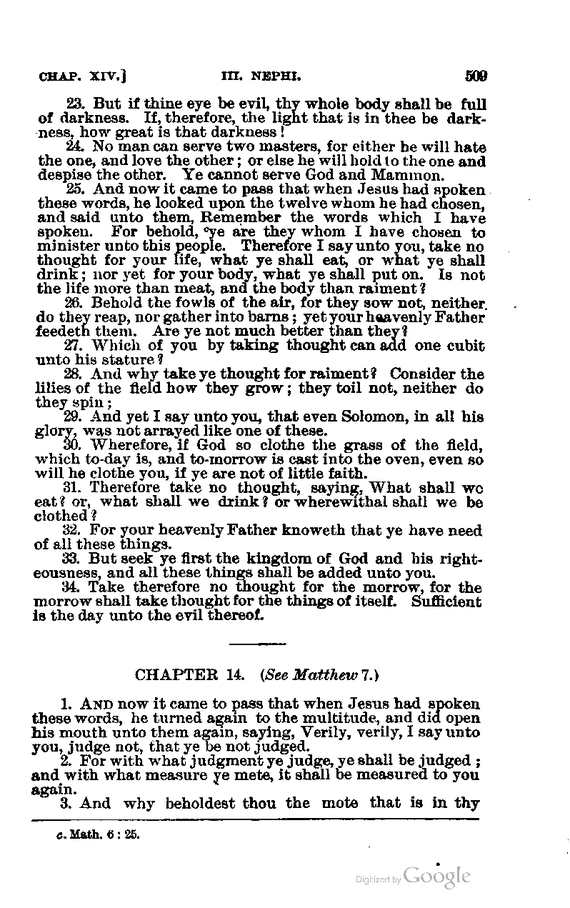 CHAP. XIV.] III. NEPHI. 509
23. But if thine eye be evil, thy whole body shall be full
of darkness. If, therefore, the light that is in thee be dark-
ness, how great is that darkness!
24. No man can serve two masters, for either he will hate
the one, and love the other; or else he will hold to the one and
despise the other. Ye cannot serve God and Mammon.
25. And now it came to pass that when Jesus had spoken
these words, he looked upon the twelve whom he had chosen,
and said unto them, Remember the words which I have
spoken. For behold, cye are they whom I have chosen to
minister unto this people. Therefore I say unto you, take no
thought for your life, what ye shall eat, or what ye shall
drink; nor yet for your body, what ye shall put on. Is not
the life more than meat, and the body than raiment?
26. Behold the fowls of the air, for they sow not, neither
do they reap, nor gather into barns; yet your heavenly Father
feedeth them. Are ye not much better than they?
27. Which of you by taking thought can add one cubit
unto his stature?
28. And why take ye thought for raiment? Consider the
lilies of the field how they grow; they toil not, neither do
they spin;
29. And yet I say unto you, that even Solomon, in all his
glory, was not arrayed like one of these.
30. Wherefore, if God so clothe the grass of the field,
which to-day is, and to-morrow is cast into the oven, even so
will he clothe you, if ye are not of little faith.
31. Therefore take no thought, saying, What shall we
eat? or, what shall we drink? or wherewithal shall we be
clothed?
32. For your heavenly Father knoweth that ye have need
of all these things.
33. But seek ye first the kingdom of God and his right-
eousness, and all these things shall be added unto you.
34. Take therefore no thought for the morrow, for the
morrow shall take thought for the things of itself. Sufficient
is the day unto the evil thereof.
CHAPTER 14. (See Matthew 7.)
1. AND now it came to pass that when Jesus had spoken
these words, he turned again to the multitude, and did open
his mouth unto them again, saying, Verily, verily, I say unto
you, judge not, that ye be not judged.
2. For with what judgment ye judge, ye shall be judged;
and with what measure ye mete, it shall be measured to you
again.
3. And why beholdest thou the mote that is in thy
c. Math. 6 : 25.
Digitized by Google